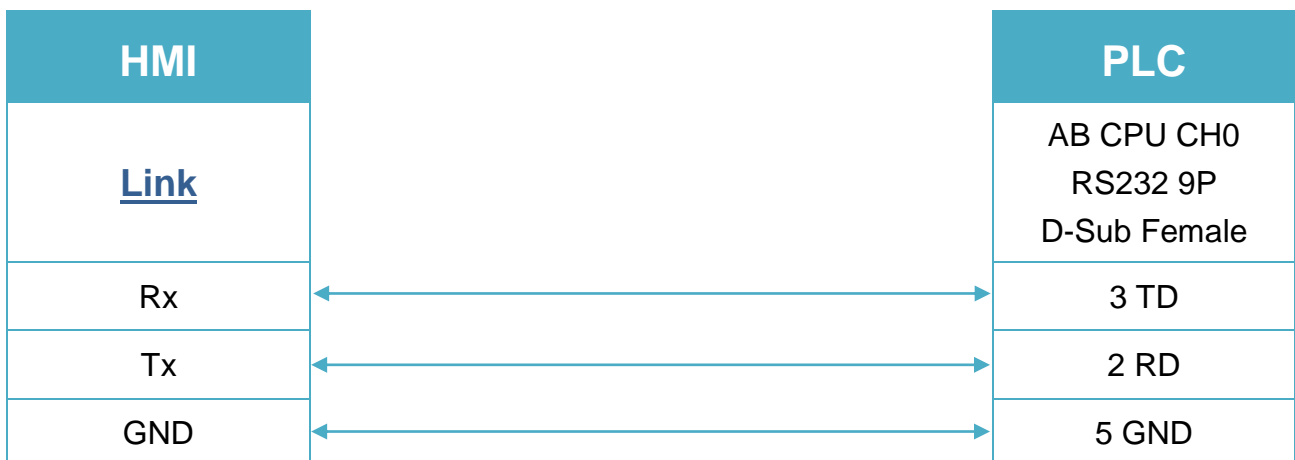 HMI
PLC
Link
AB CPU CH0
RS232 9P
D-Sub Female
Rx
3 TD
Tx
2 RD
GND
5 GND